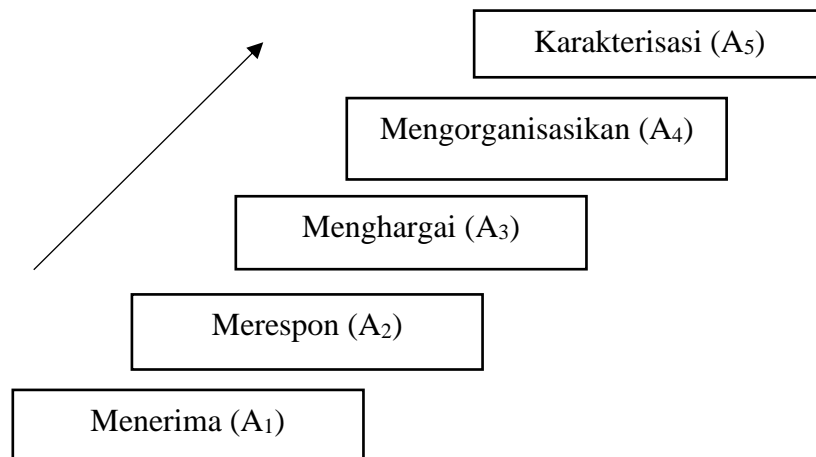 Karakterisasi (A₅)
Mengorganisasikan (A₄)
Menghargai (A₃)
Merespon (A₂)
Menerima (A₁)